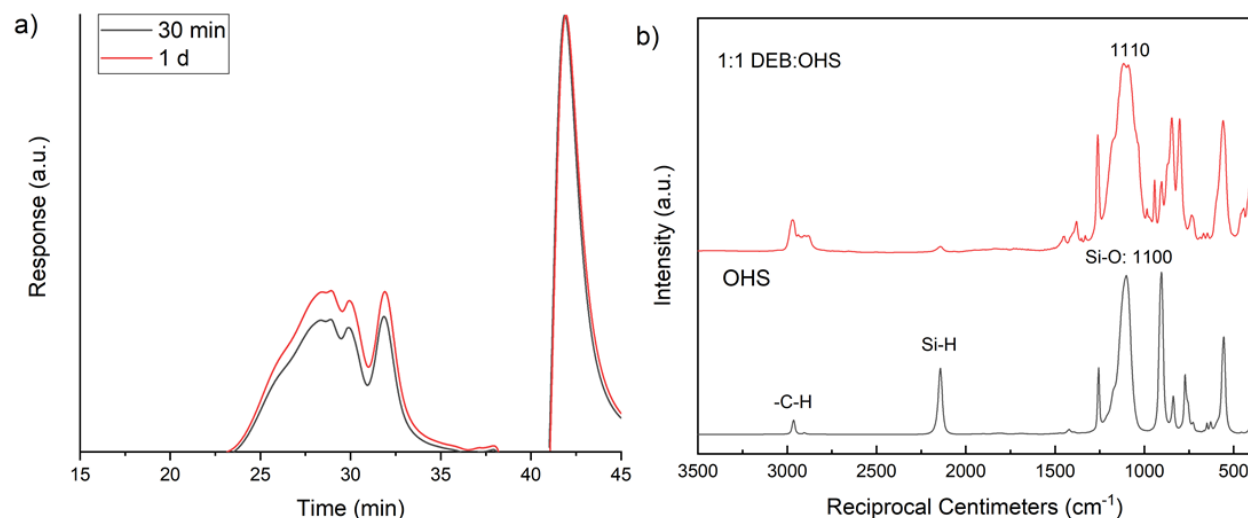 a)
30 min
1 d
Response (a.u.)
15 20 25 30 35 40 45
Time (min)
b)
1:1 DEB:OHS
1110
Si-O: 1100
OHS
Si-H
-C-H
Intensity (a.u.)
3500 3000 2500 2000 1500 1000 500
Reciprocal Centimeters (cm⁻¹)